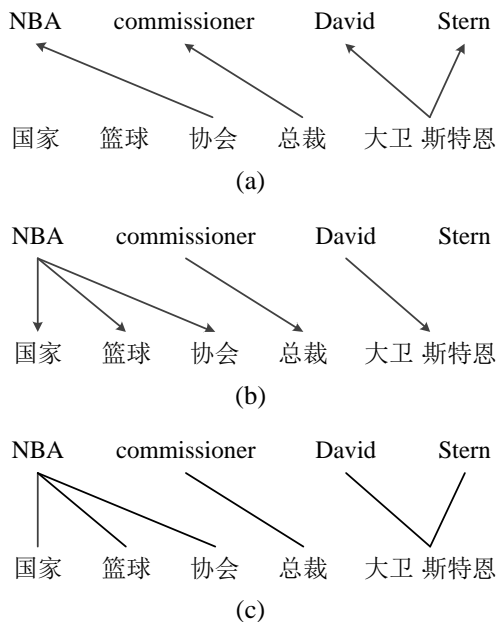 NBA commissioner David Stern
国家 篮球 协会 总裁 大卫·斯特恩
(a)
NBA commissioner David Stern
国家 篮球 协会 总裁 大卫·斯特恩
(b)
NBA commissioner David Stern
国家 篮球 协会 总裁 大卫·斯特恩
(c)